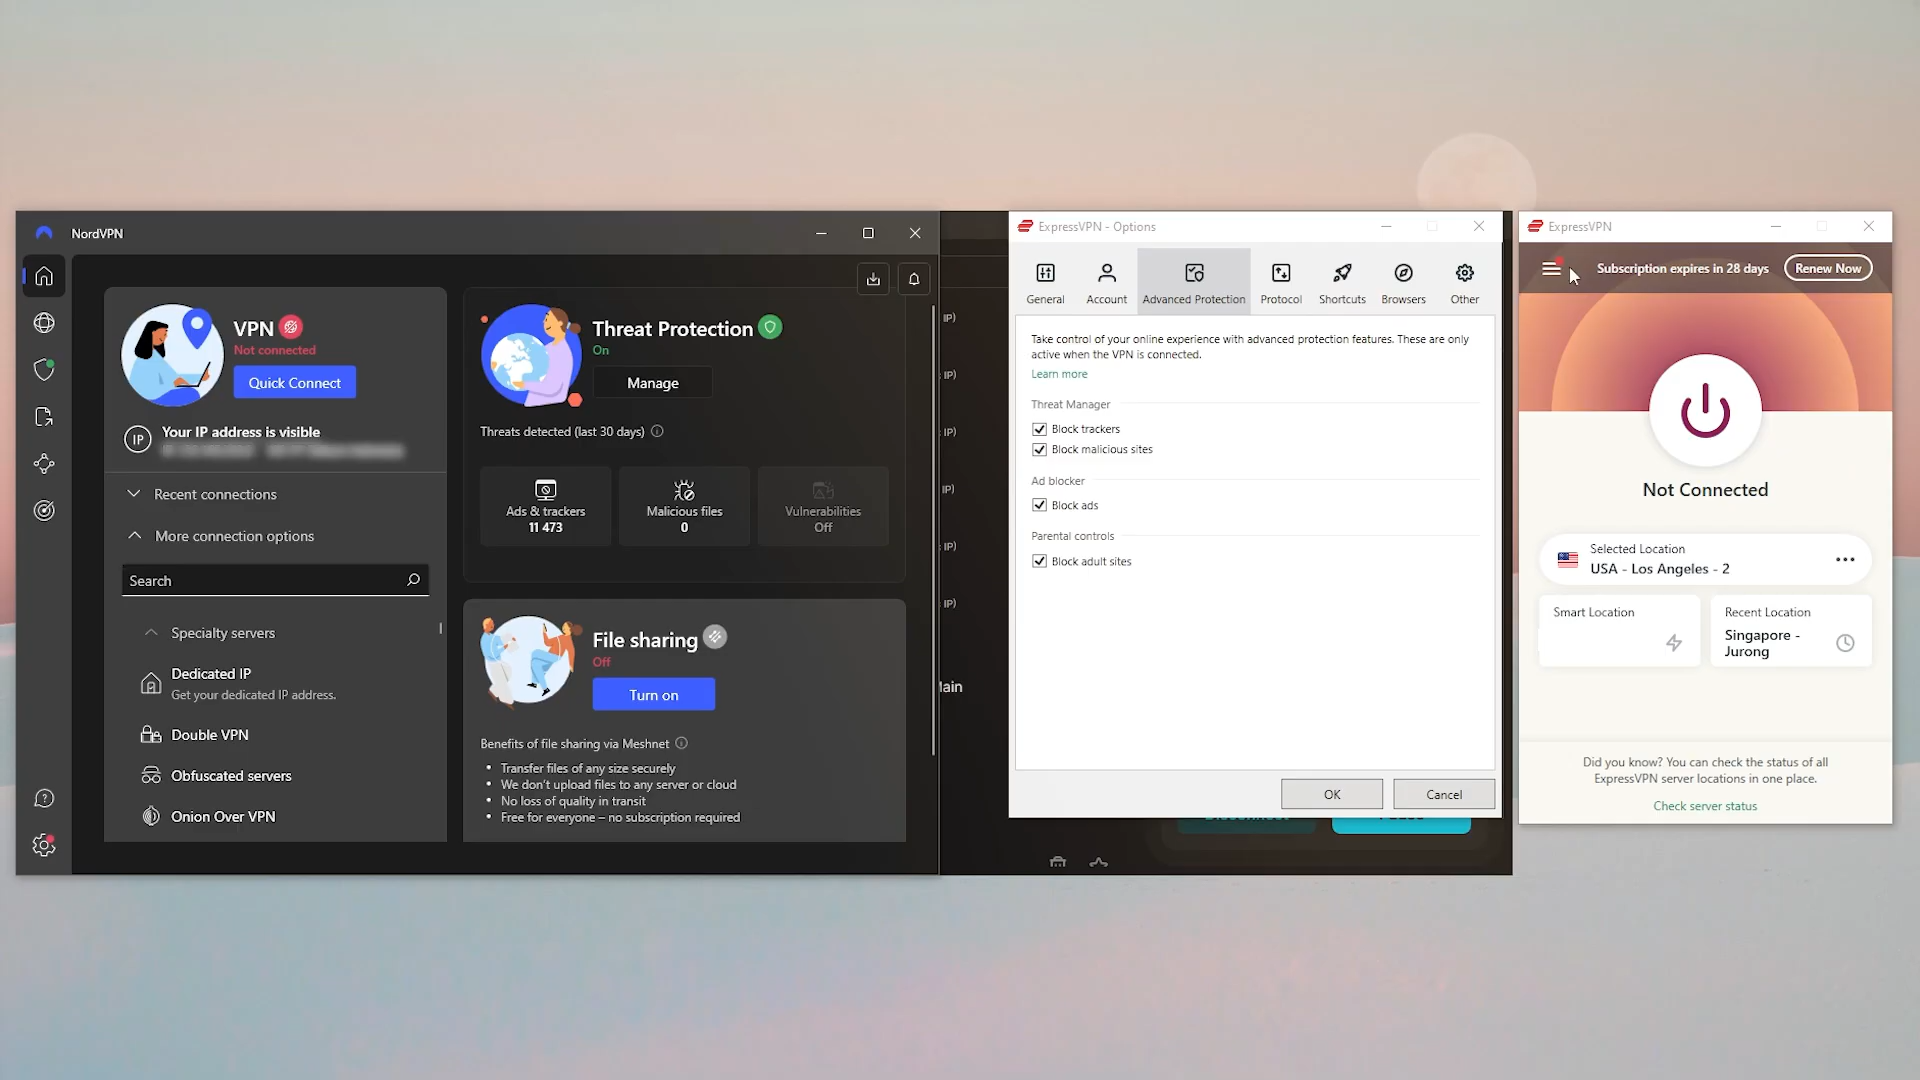 NordVPN
VPN
Not connected
Quick Connect
IP
Your IP address is visible
Recent connections
More connection options
Search
Specialty servers
Dedicated IP
Get your dedicated IP address.
Double VPN
Obfuscated servers
Onion Over VPN
Threat Protection
On
Manage
Threats detected (last 30 days)
Ads & trackers
11 473
Malicious files
0
Vulnerabilities
Off
File sharing
Off
Turn on
Benefits of file sharing via Meshnet
• Transfer files of any size securely
• We don't upload files to any server or cloud
• No loss of quality in transit
• Free for everyone – no subscription required
IP)
IP)
IP)
IP)
IP)
IP)
ExpressVPN - Options
General
Account
Advanced Protection
Protocol
Shortcuts
Browsers
Other
Take control of your online experience with advanced protection features. These are only
active when the VPN is connected.
Learn more
Threat Manager
Block trackers
Block malicious sites
Ad blocker
Block ads
Parental controls
Block adult sites
OK
Cancel
ExpressVPN
Subscription expires in 28 days
Renew Now
Not Connected
Selected Location
USA - Los Angeles - 2
Smart Location
Recent Location
Singapore -
Jurong
Did you know? You can check the status of all
ExpressVPN server locations in one place.
Check server status